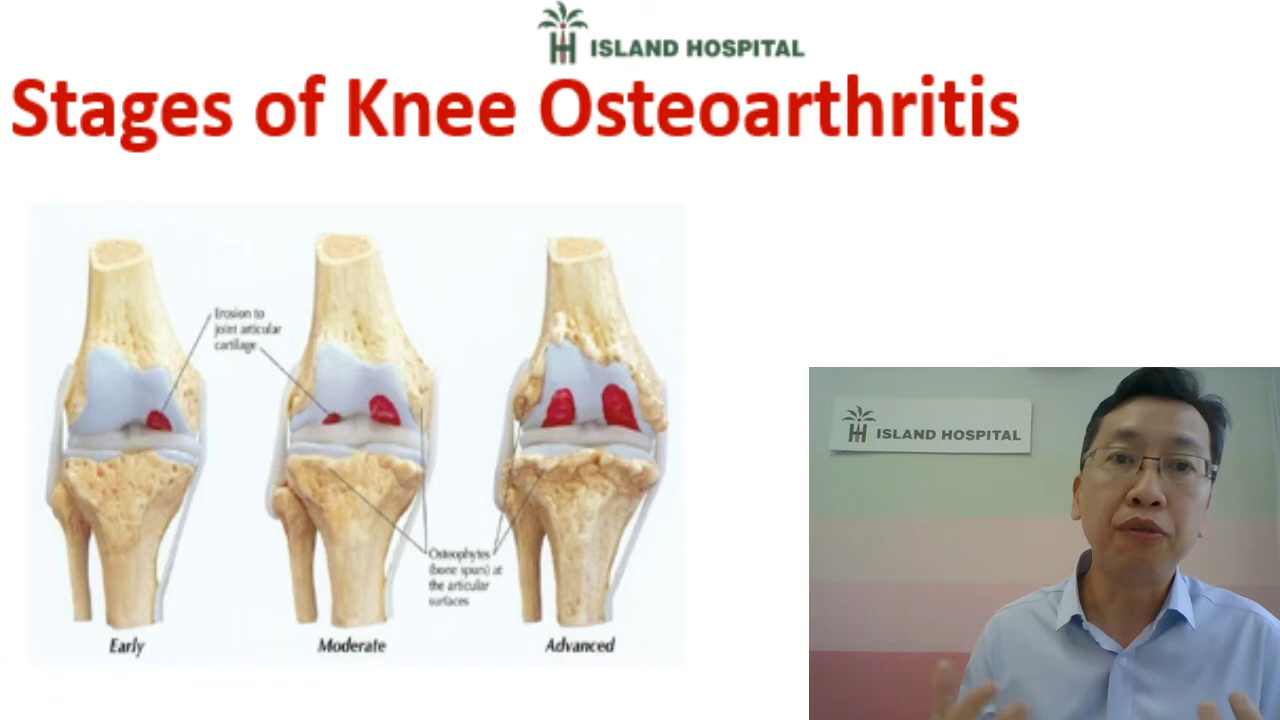 ISLAND HOSPITAL
Stages of Knee Osteoarthritis
Erosion to
joint articular
cartilage
Osteophytes
(bone spurs) at
the articular
surfaces
Early
Moderate
Advanced
ISLAND HOSPITAL